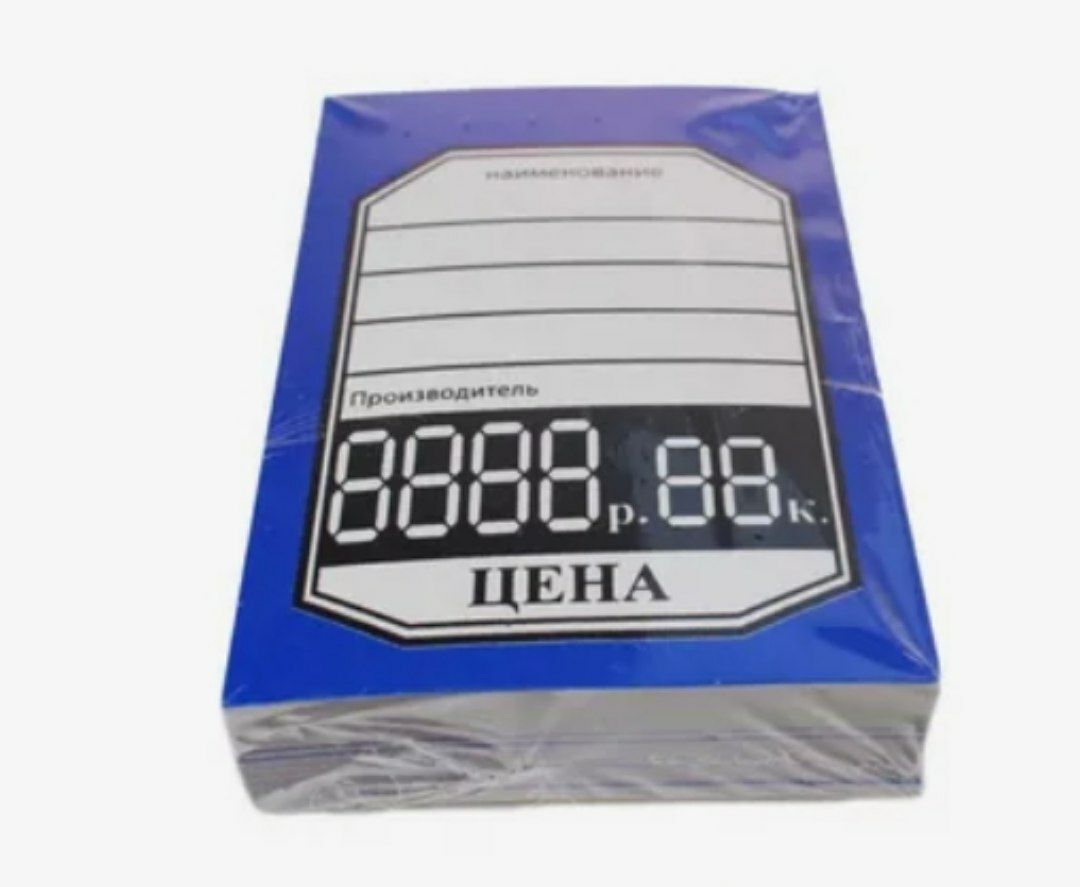 наименование
Производитель
8888р.88к.
ЦЕНА